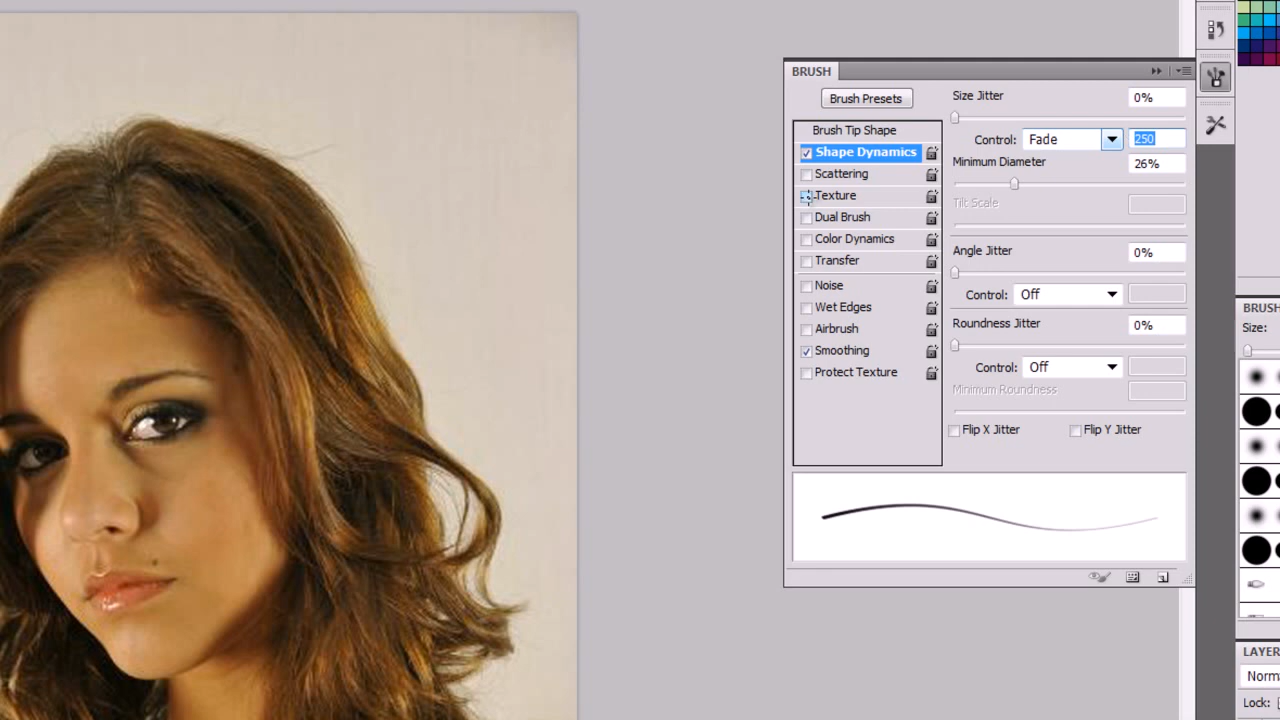 BRUSH
Brush Presets
Brush Tip Shape
Shape Dynamics
Scattering
Texture
Dual Brush
Color Dynamics
Transfer
Noise
Wet Edges
Airbrush
Smoothing
Protect Texture
Size Jitter 0%
Control: Fade 250
Minimum Diameter 26%
Tilt Scale
Angle Jitter 0%
Control: Off
Roundness Jitter 0%
Control: Off
Minimum Roundness
Flip X Jitter Flip Y Jitter
BRUSH
Size:
LAYER
Norma
Lock: